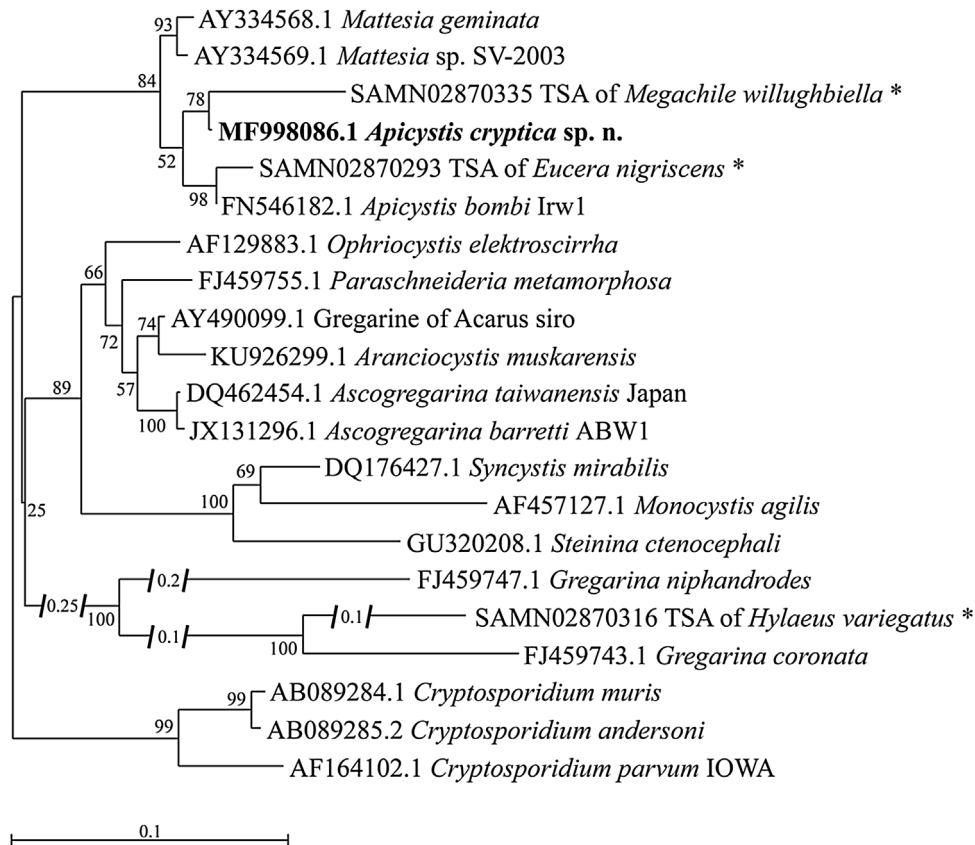 93
AY334568.1 Mattesia geminata
AY334569.1 Mattesia sp. SV-2003
84
78
SAMN02870335 TSA of Megachile willughbiella *
MF998086.1 Apicystis cryptica sp. n.
52
SAMN02870293 TSA of Eucera nigriscens *
98
FN546182.1 Apicystis bombi Irw1
AF129883.1 Ophriocystis elektroscirrha
66
FJ459755.1 Paraschneideria metamorphosa
74
AY490099.1 Gregarine of Acarus siro
72
KU926299.1 Aranciocystis muskarensis
89
57
DQ462454.1 Ascogregarina taiwanensis Japan
100
JX131296.1 Ascogregarina barretti ABW1
69
DQ176427.1 Syncystis mirabilis
100
AF457127.1 Monocystis agilis
25
GU320208.1 Steinina ctenocephali
0.2
FJ459747.1 Gregarina niphandrodes
0.25
100
0.1
SAMN02870316 TSA of Hylaeus variegatus *
0.1
100
FJ459743.1 Gregarina coronata
99
AB089284.1 Cryptosporidium muris
99
AB089285.2 Cryptosporidium andersoni
AF164102.1 Cryptosporidium parvum IOWA
0.1